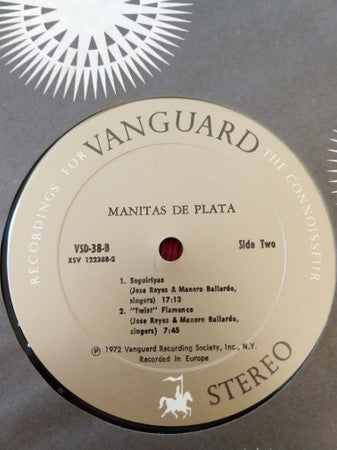 RECORDINGS FOR VANGUARD THE CONNOISSEUR
MANITAS DE PLATA
VSD-38-B
XSV 122388-2
Side Two
1. Seguiriyas
(Jose Reyes & Manero Baliardo,
singers) 17:13
2. "Twist" Flamenco
(Jose Reyes & Manero Baliardo,
singers) 7:45
℗ 1972 Vanguard Recording Society, Inc., N.Y.
Recorded in Europe
STEREO